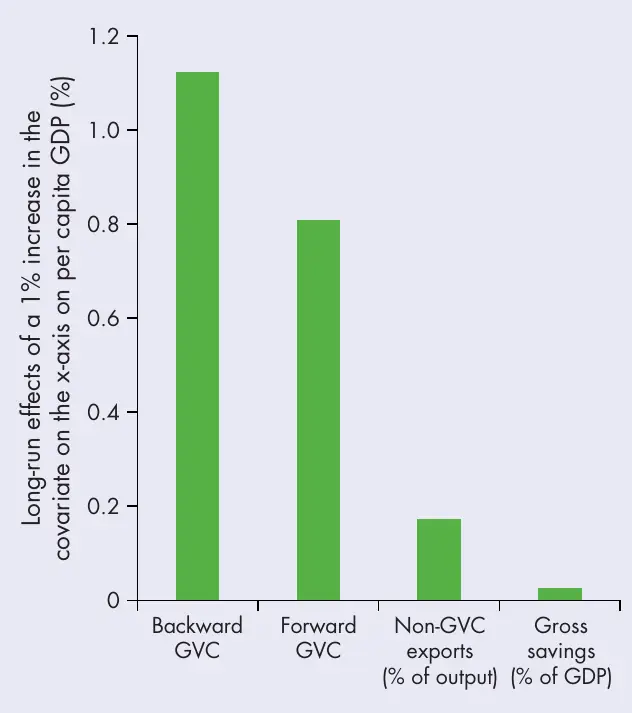 Long-run effects of a 1% increase in the
covariate on the x-axis on per capita GDP (%)
1.2
1.0
0.8
0.6
0.4
0.2
0
Backward
GVC
Forward
GVC
Non-GVC
exports
(% of output)
Gross
savings
(% of GDP)